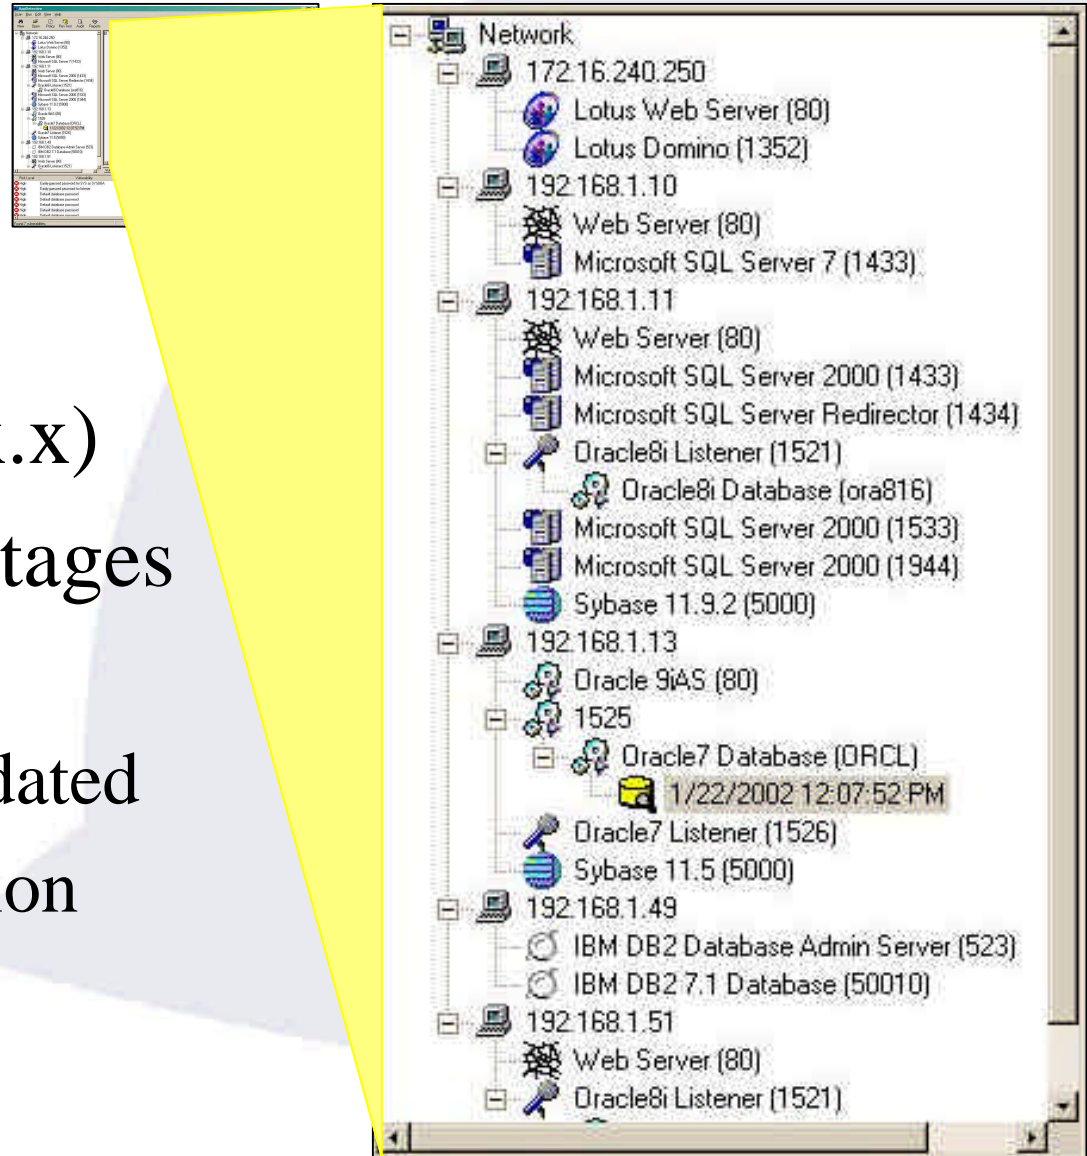 Network
172.16.240.250
Lotus Web Server (80)
Lotus Domino (1352)
192.168.1.10
Web Server (80)
Microsoft SQL Server 7 (1433)
192.168.1.11
Web Server (80)
Microsoft SQL Server 2000 (1433)
Microsoft SQL Server Redirector (1434)
Oracle8i Listener (1521)
Oracle8i Database (ora816)
Microsoft SQL Server 2000 (1533)
Microsoft SQL Server 2000 (1944)
Sybase 11.9.2 (5000)
192.168.1.13
Oracle 9iAS (80)
1525
Oracle7 Database (ORCL)
1/22/2002 12:07:52 PM
Oracle7 Listener (1526)
Sybase 11.5 (5000)
192.168.1.49
IBM DB2 Database Admin Server (523)
IBM DB2 7.1 Database (50010)
192.168.1.51
Web Server (80)
Oracle8i Listener (1521)
.x)
tages
dated
on